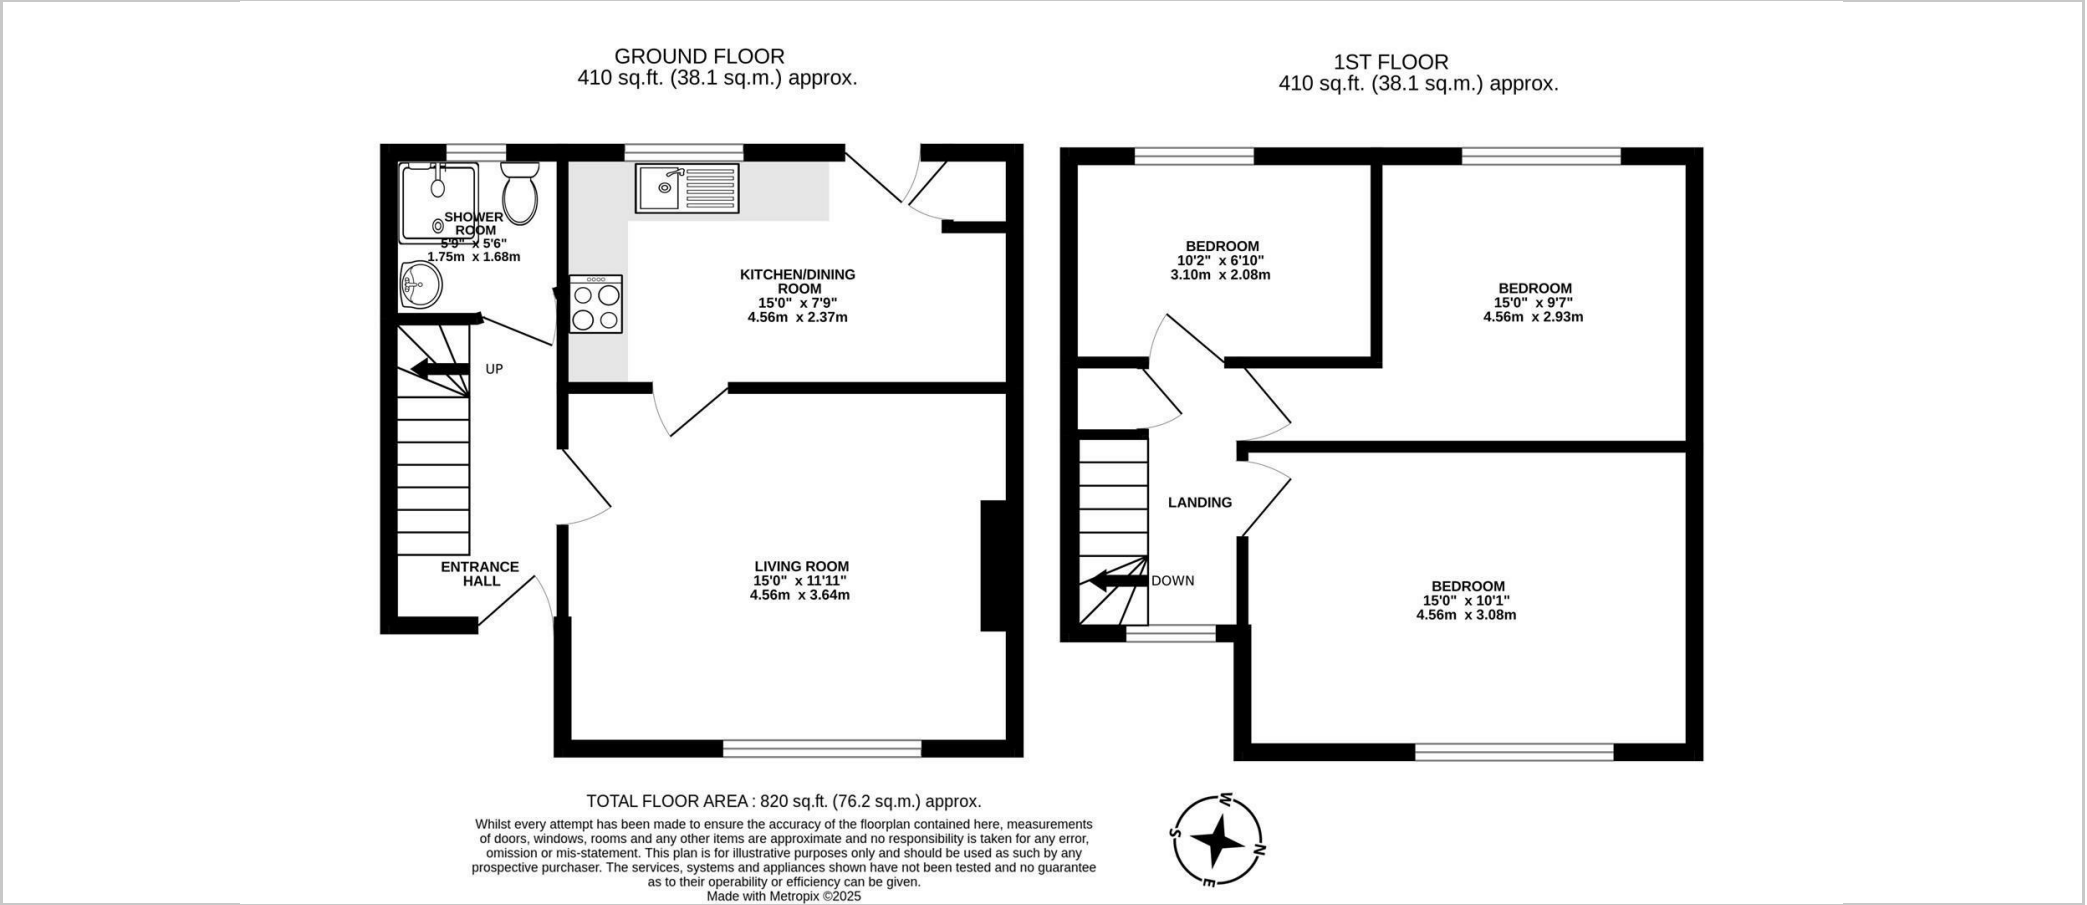 GROUND FLOOR
410 sq.ft. (38.1 sq.m.) approx.
1ST FLOOR
410 sq.ft. (38.1 sq.m.) approx.
SHOWER
ROOM
5'9" x 5'6"
1.75m x 1.68m
KITCHEN/DINING
ROOM
15'0" x 7'9"
4.56m x 2.37m
UP
ENTRANCE
HALL
LIVING ROOM
15'0" x 11'11"
4.56m x 3.64m
BEDROOM
10'2" x 6'10"
3.10m x 2.08m
BEDROOM
15'0" x 9'7"
4.56m x 2.93m
LANDING
DOWN
BEDROOM
15'0" x 10'1"
4.56m x 3.08m
TOTAL FLOOR AREA : 820 sq.ft. (76.2 sq.m.) approx.
Whilst every attempt has been made to ensure the accuracy of the floorplan contained here, measurements
of doors, windows, rooms and any other items are approximate and no responsibility is taken for any error,
omission or mis-statement. This plan is for illustrative purposes only and should be used as such by any
prospective purchaser. The services, systems and appliances shown have not been tested and no guarantee
as to their operability or efficiency can be given.
Made with Metropix ©2025
W
S
N
E